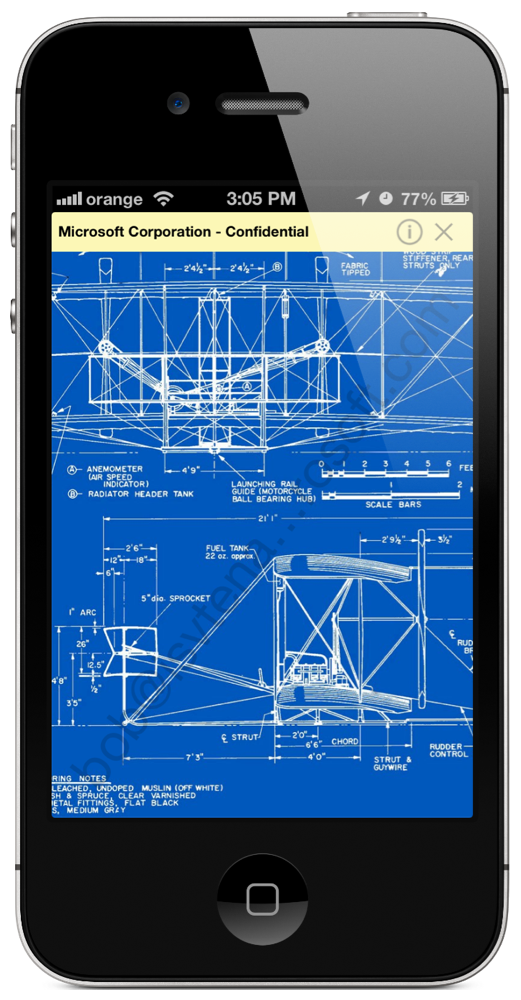 orange 3:05 PM 77%
Microsoft Corporation - Confidential
2'4½" 2'4½" B
FABRIC
TIPPED
STIFFENER, REAR
STRUTS ONLY
A
4'9"
A - ANEMOMETER
(AIR SPEED
INDICATOR)
B - RADIATOR HEADER TANK
LAUNCHING RAIL
GUIDE (MOTORCYCLE
BALL BEARING HUB)
0 1 2 3 4 5 6 FEE
0 1 2
SCALE BARS
21'1"
2'6"
12" 18"
6"
FUEL TANK
22 oz. approx.
2'9½" 3½"
5" dia. SPROCKET
1" ARC
26"
12.5"
½"
4'8"
3'5"
℄ STRUT
2'0"
6'6" CHORD
7'3" 4'0"
STRUT &
GUYWIRE
RUDDER
CONTROL
℄
RUDD
RING NOTES
LEACHED, UNDOPED MUSLIN (OFF WHITE)
SH & SPRUCE, CLEAR VARNISHED
ETAL FITTINGS, FLAT BLACK
S, MEDIUM GRAY